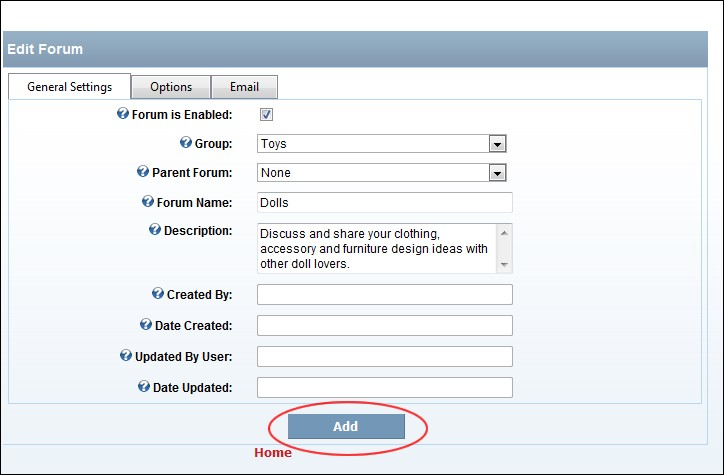 Edit Forum
General Settings Options Email
Forum is Enabled:
Group: Toys
Parent Forum: None
Forum Name: Dolls
Description: Discuss and share your clothing,
accessory and furniture design ideas with
other doll lovers.
Created By:
Date Created:
Updated By User:
Date Updated:
Add
Home